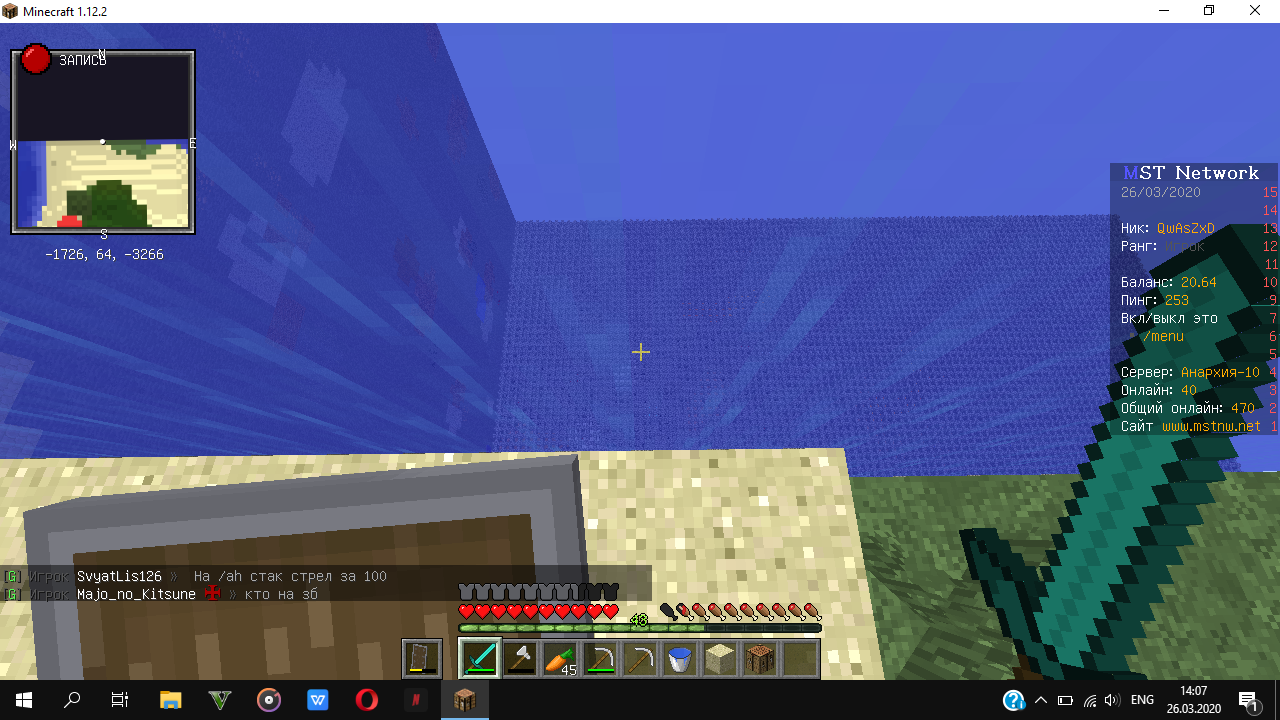 Minecraft 1.12.2
N
ЗАПИСЬ
W
E
S
-1726, 64, -3266
MST Network
26/03/2020 15
14
Ник: QwAsZxD 13
Ранг: Игрок 12
11
Баланс: 20.64 10
Пинг: 253 9
Вкл/выкл это 7
/menu 6
5
Сервер: Анархия-10 4
Онлайн: 40 3
Общий онлайн: 470 2
Сайт www.mstnw.net 1
[G] Игрок SvyatLis126 » На /ah стак стрел за 100
[G] Игрок Majo_no_Kitsune » кто на зб
48
45
ENG
14:07
26.03.2020
1